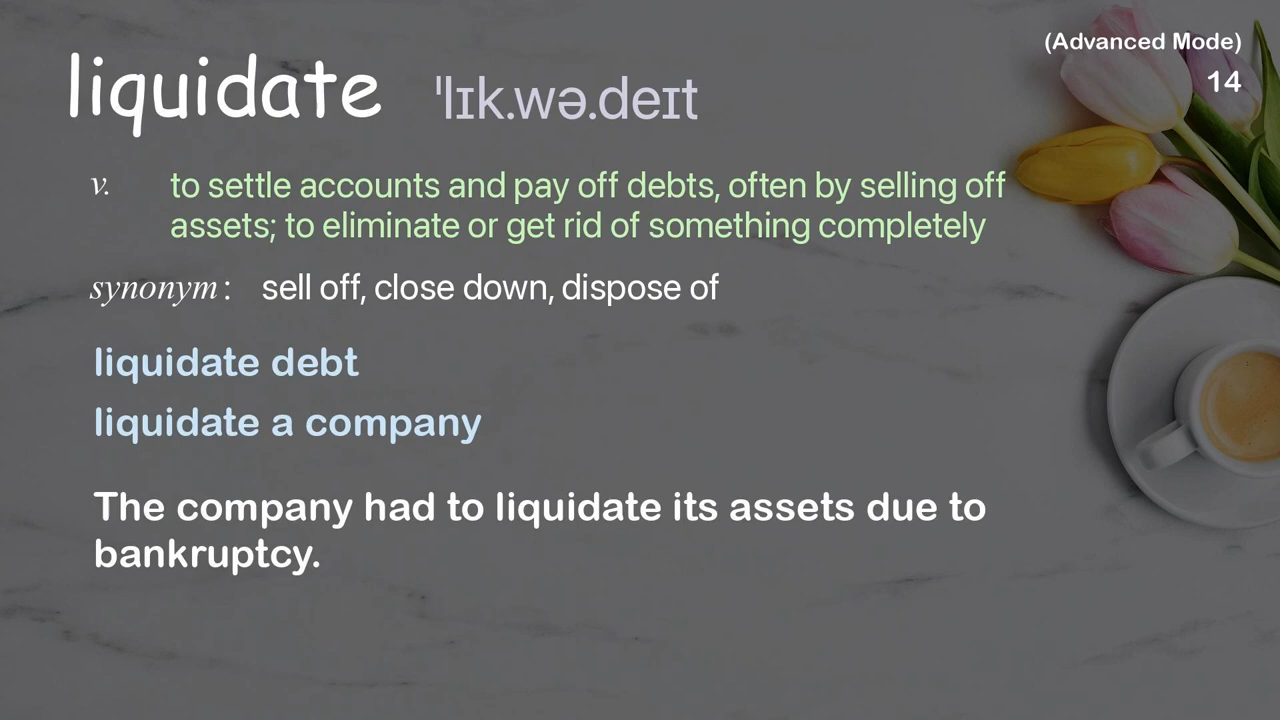 (Advanced Mode)
14
liquidate ˈlɪk.wə.deɪt
v. to settle accounts and pay off debts, often by selling off
assets; to eliminate or get rid of something completely
synonym : sell off, close down, dispose of
liquidate debt
liquidate a company
The company had to liquidate its assets due to
bankruptcy.